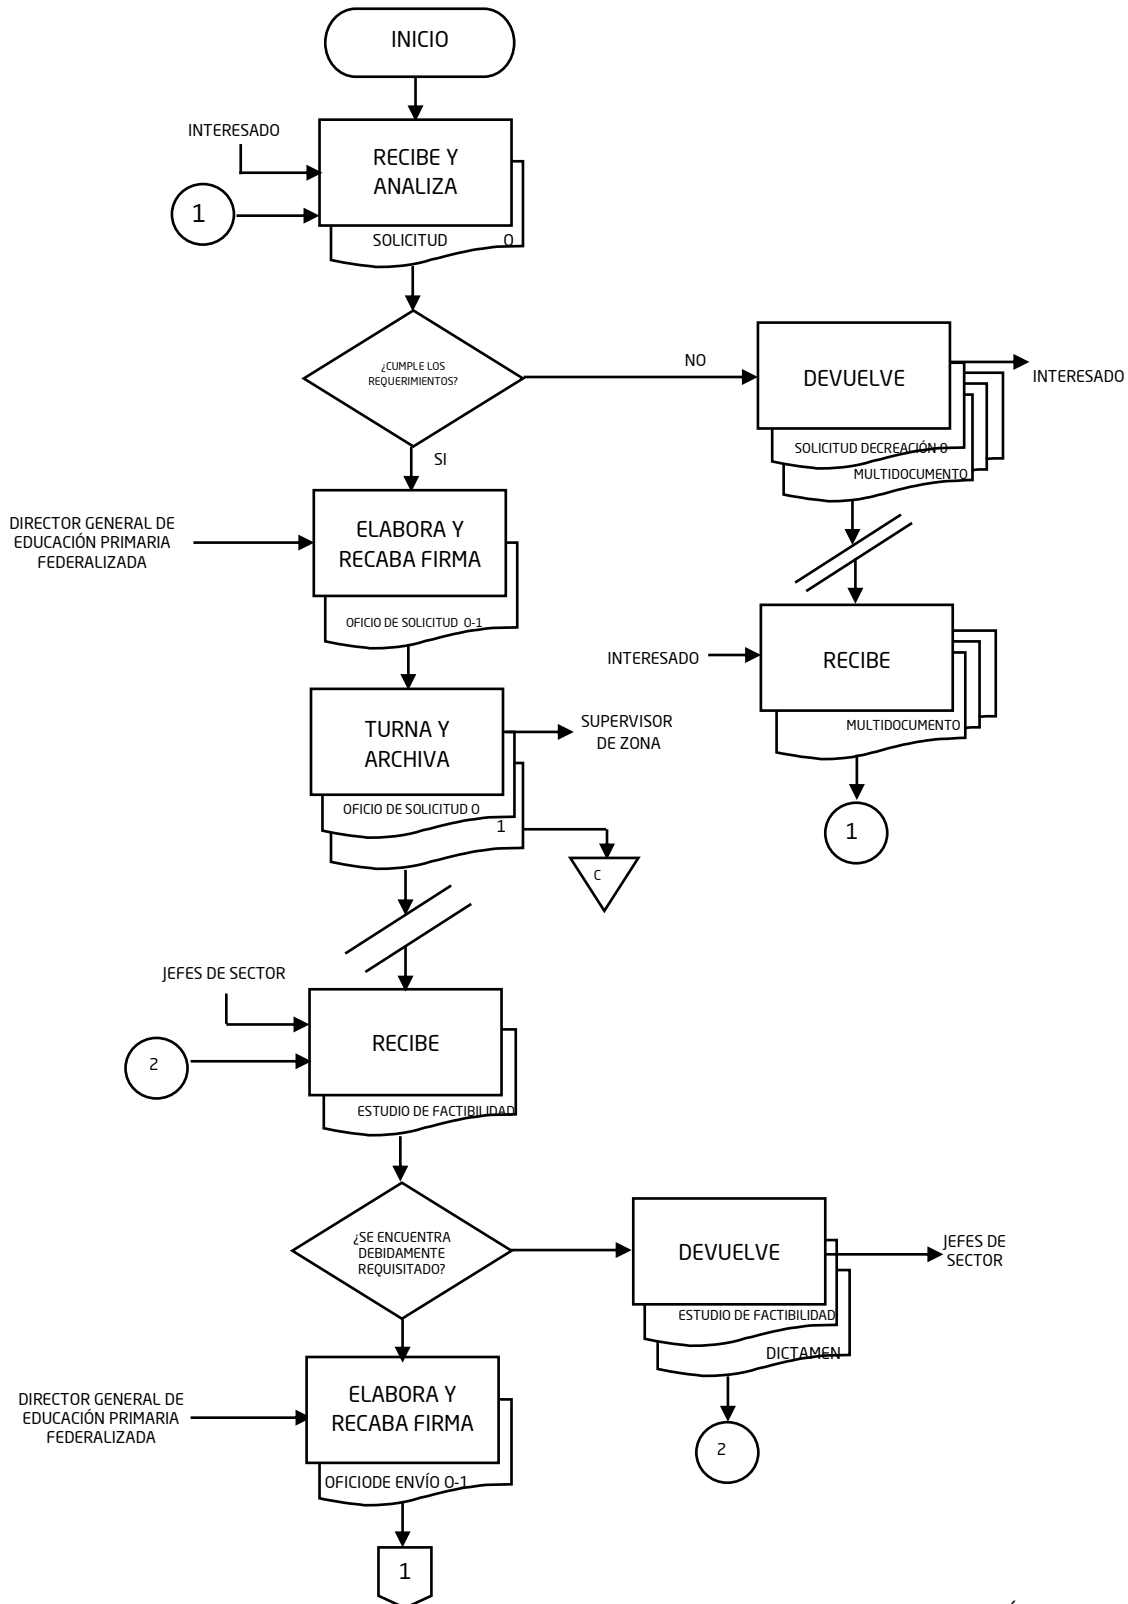 INICIO
INTERESADO
RECIBE Y
ANALIZA
1
SOLICITUD O
¿CUMPLE LOS
REQUERIMIENTOS?
NO
DEVUELVE
INTERESADO
SOLICITUD DECREACIÓN 0
MULTIDOCUMENTO
SI
DIRECTOR GENERAL DE
EDUCACIÓN PRIMARIA
FEDERALIZADA
ELABORA Y
RECABA FIRMA
OFICIO DE SOLICITUD O-1
INTERESADO
RECIBE
MULTIDOCUMENTO
1
TURNA Y
ARCHIVA
SUPERVISOR
DE ZONA
OFICIO DE SOLICITUD O
1
C
JEFES DE SECTOR
RECIBE
2
ESTUDIO DE FACTIBILIDAD
¿SE ENCUENTRA
DEBIDAMENTE
REQUISITADO?
DEVUELVE
JEFES DE
SECTOR
ESTUDIO DE FACTIBILIDAD
DICTAMEN
2
DIRECTOR GENERAL DE
EDUCACIÓN PRIMARIA
FEDERALIZADA
ELABORA Y
RECABA FIRMA
OFICIODE ENVÍO O-1
1